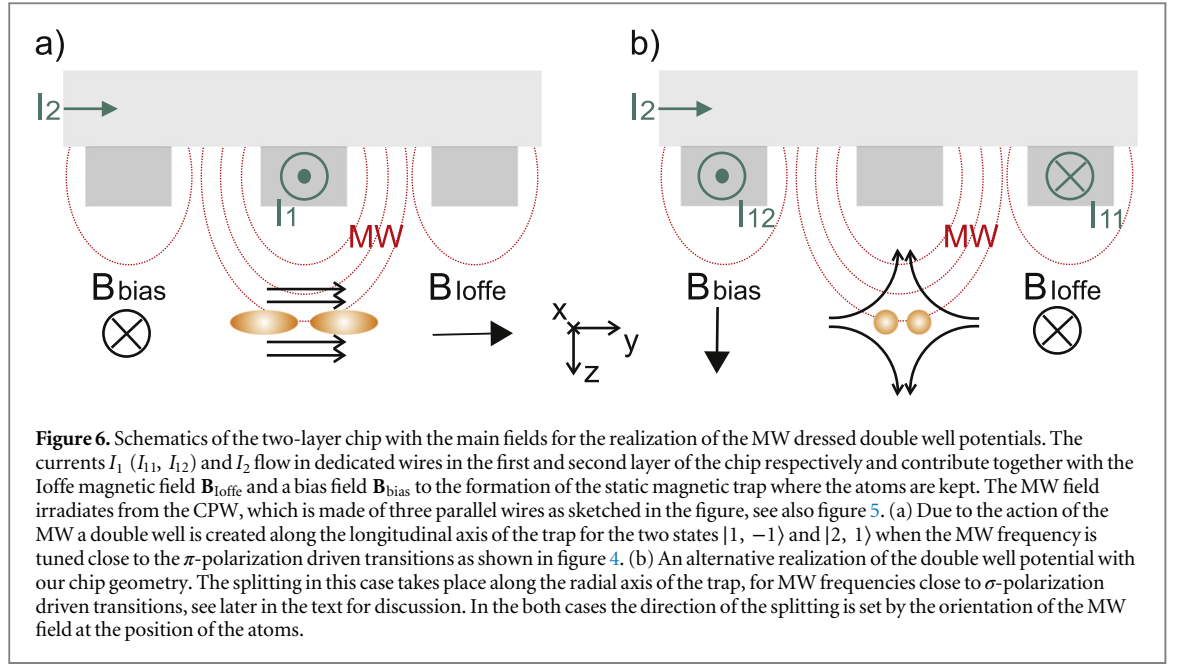 a)
b)
I2
I2
I1
I12
I11
MW
MW
Bbias
BIoffe
Bbias
BIoffe
x
y
z
Figure 6. Schematics of the two-layer chip with the main fields for the realization of the MW dressed double well potentials. The
currents I1 (I11, I12) and I2 flow in dedicated wires in the first and second layer of the chip respectively and contribute together with the
Ioffe magnetic field BIoffe and a bias field Bbias to the formation of the static magnetic trap where the atoms are kept. The MW field
irradiates from the CPW, which is made of three parallel wires as sketched in the figure, see also figure 5. (a) Due to the action of the
MW a double well is created along the longitudinal axis of the trap for the two states |1, −1⟩ and |2, 1⟩ when the MW frequency is
tuned close to the π-polarization driven transitions as shown in figure 4. (b) An alternative realization of the double well potential with
our chip geometry. The splitting in this case takes place along the radial axis of the trap, for MW frequencies close to σ-polarization
driven transitions, see later in the text for discussion. In the both cases the direction of the splitting is set by the orientation of the MW
field at the position of the atoms.